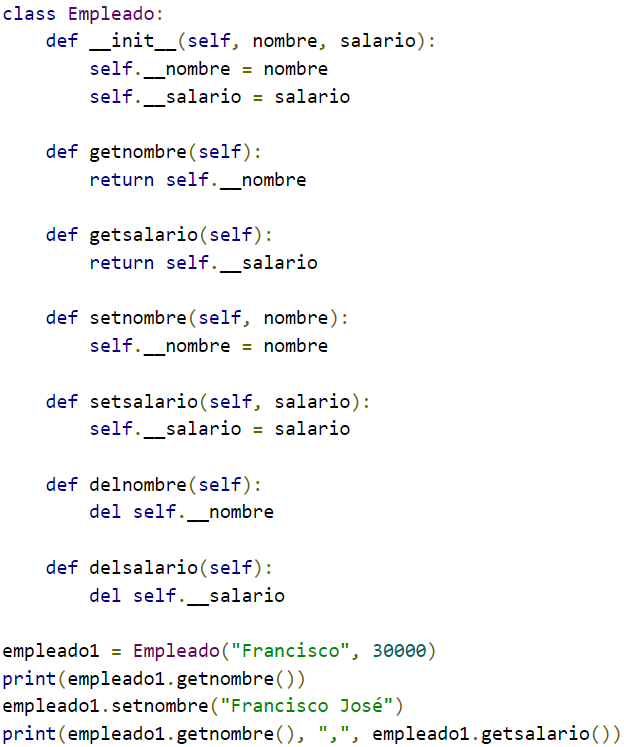 class Empleado:
    def __init__(self, nombre, salario):
        self.__nombre = nombre
        self.__salario = salario

    def getnombre(self):
        return self.__nombre

    def getsalario(self):
        return self.__salario

    def setnombre(self, nombre):
        self.__nombre = nombre

    def setsalario(self, salario):
        self.__salario = salario

    def delnombre(self):
        del self.__nombre

    def delsalario(self):
        del self.__salario

empleado1 = Empleado("Francisco", 30000)
print(empleado1.getnombre())
empleado1.setnombre("Francisco José")
print(empleado1.getnombre(), ",", empleado1.getsalario())